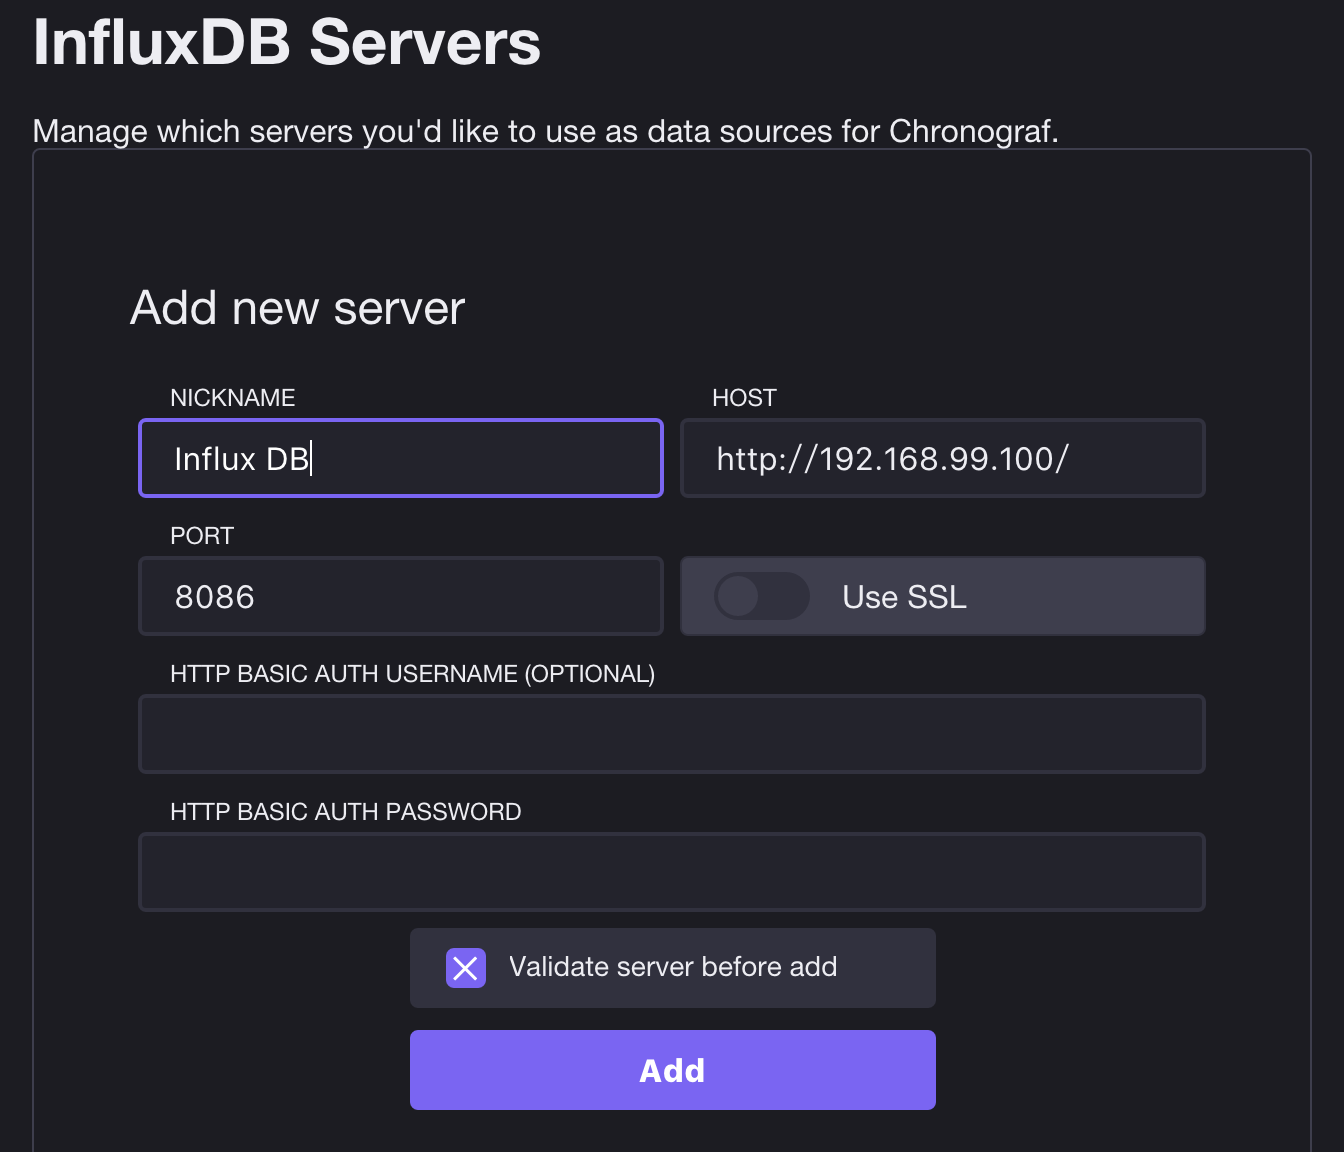 InfluxDB Servers
Manage which servers you'd like to use as data sources for Chronograf.
Add new server
NICKNAME
HOST
Influx DB
http://192.168.99.100/
PORT
8086
Use SSL
HTTP BASIC AUTH USERNAME (OPTIONAL)
HTTP BASIC AUTH PASSWORD
Validate server before add
Add